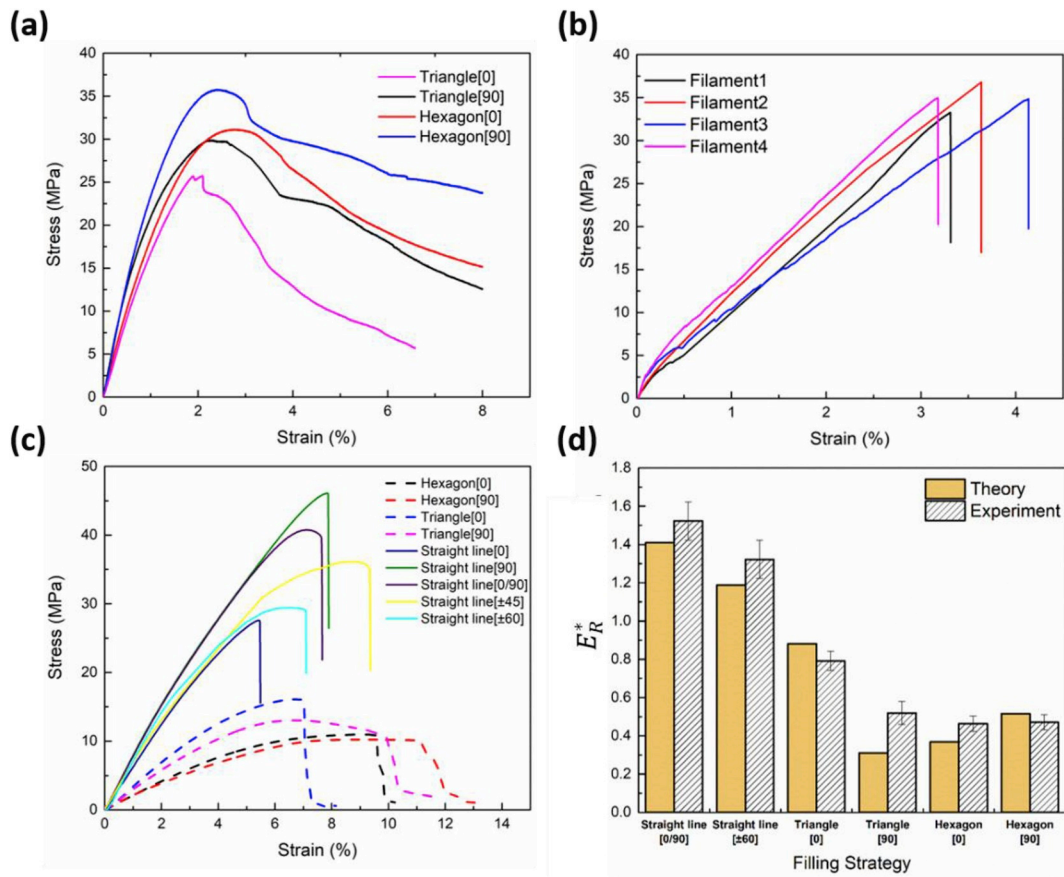 (a)
40
35
30
25
20
15
10
5
0
Stress (MPa)
0 2 4 6 8
Strain (%)
Triangle[0]
Triangle[90]
Hexagon[0]
Hexagon[90]
(b)
40
35
30
25
20
15
10
5
0
Stress (MPa)
0 1 2 3 4
Strain (%)
Filament1
Filament2
Filament3
Filament4
(c)
50
40
30
20
10
0
Stress (MPa)
0 2 4 6 8 10 12 14
Strain (%)
Hexagon[0]
Hexagon[90]
Triangle[0]
Triangle[90]
Straight line[0]
Straight line[90]
Straight line[0/90]
Straight line[±45]
Straight line[±60]
(d)
1.8
1.6
1.4
1.2
1.0
0.8
0.6
0.4
0.2
0.0
E*R
Theory
Experiment
Straight line Straight line Triangle Triangle Hexagon Hexagon
[0/90] [±60] [0] [90] [0] [90]
Filling Strategy